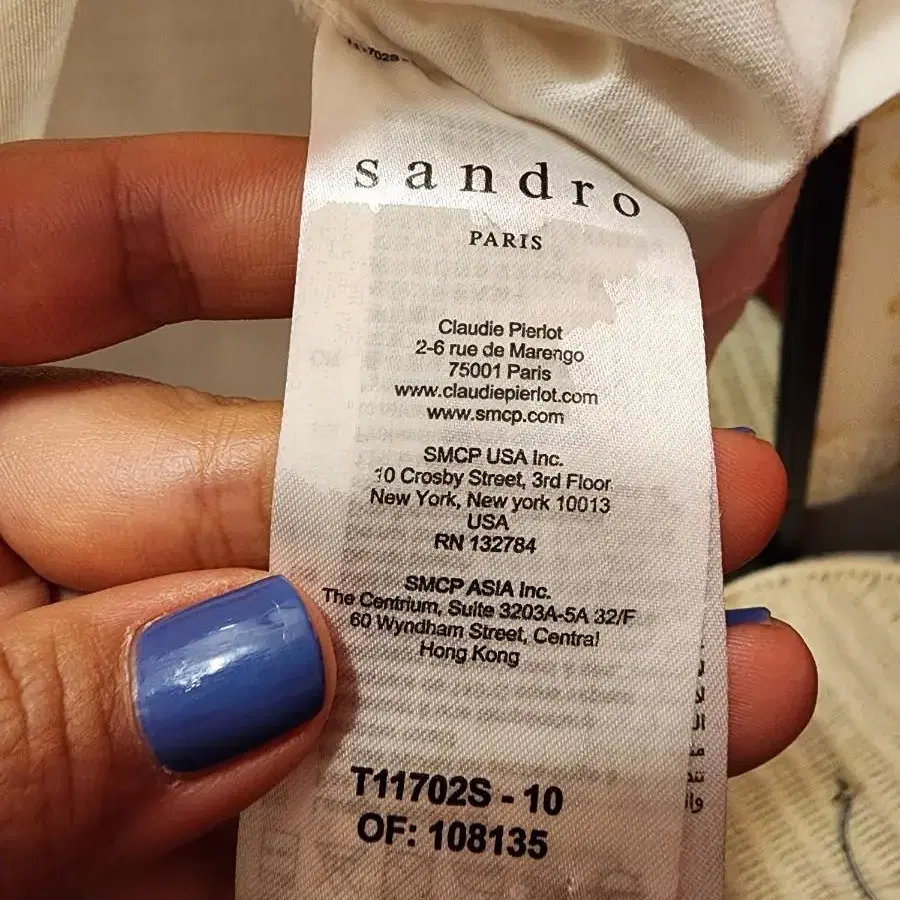 sandro
PARIS
Claudie Pierlot
2-6 rue de Marengo
75001 Paris
www.claudiepierlot.com
www.smcp.com
SMCP USA Inc.
10 Crosby Street, 3rd Floor
New York, New york 10013
USA
RN 132784
SMCP ASIA Inc.
The Centrium, Suite 3203A-5A 32/F
60 Wyndham Street, Central
Hong Kong
T11702S - 10
OF: 108135